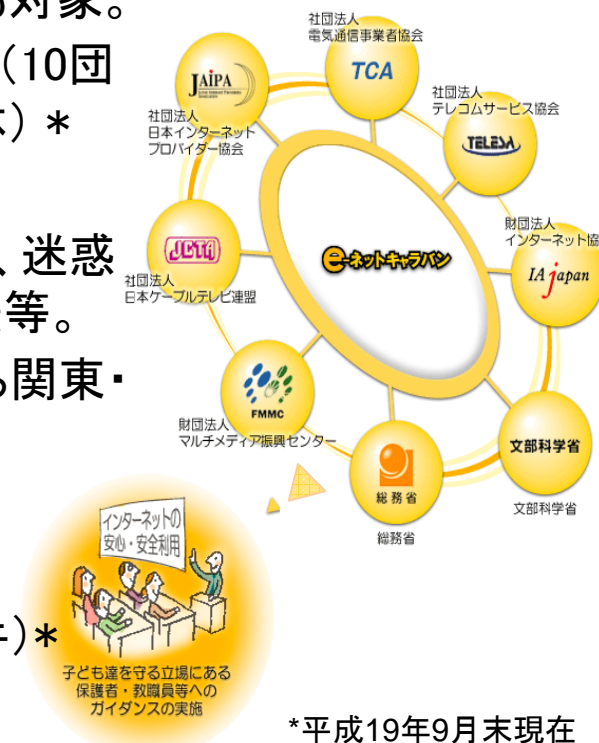 も対象。
(10団
体)*
、迷惑
等。
ら関東・
件)*
社団法人
電気通信事業者協会
TCA
JAIPA
社団法人
日本インターネット
プロバイダー協会
社団法人
テレコムサービス協会
TELESA
財団法人
インターネット協
IAjapan
e-ネットキャラバン
JCTA
社団法人
日本ケーブルテレビ連盟
FMMC
財団法人
マルチメディア振興センター
総務省
総務省
文部科学省
文部科学省
インターネットの
安心・安全利用
子ども達を守る立場にある
保護者・教職員等への
ガイダンスの実施
*平成19年9月末現在